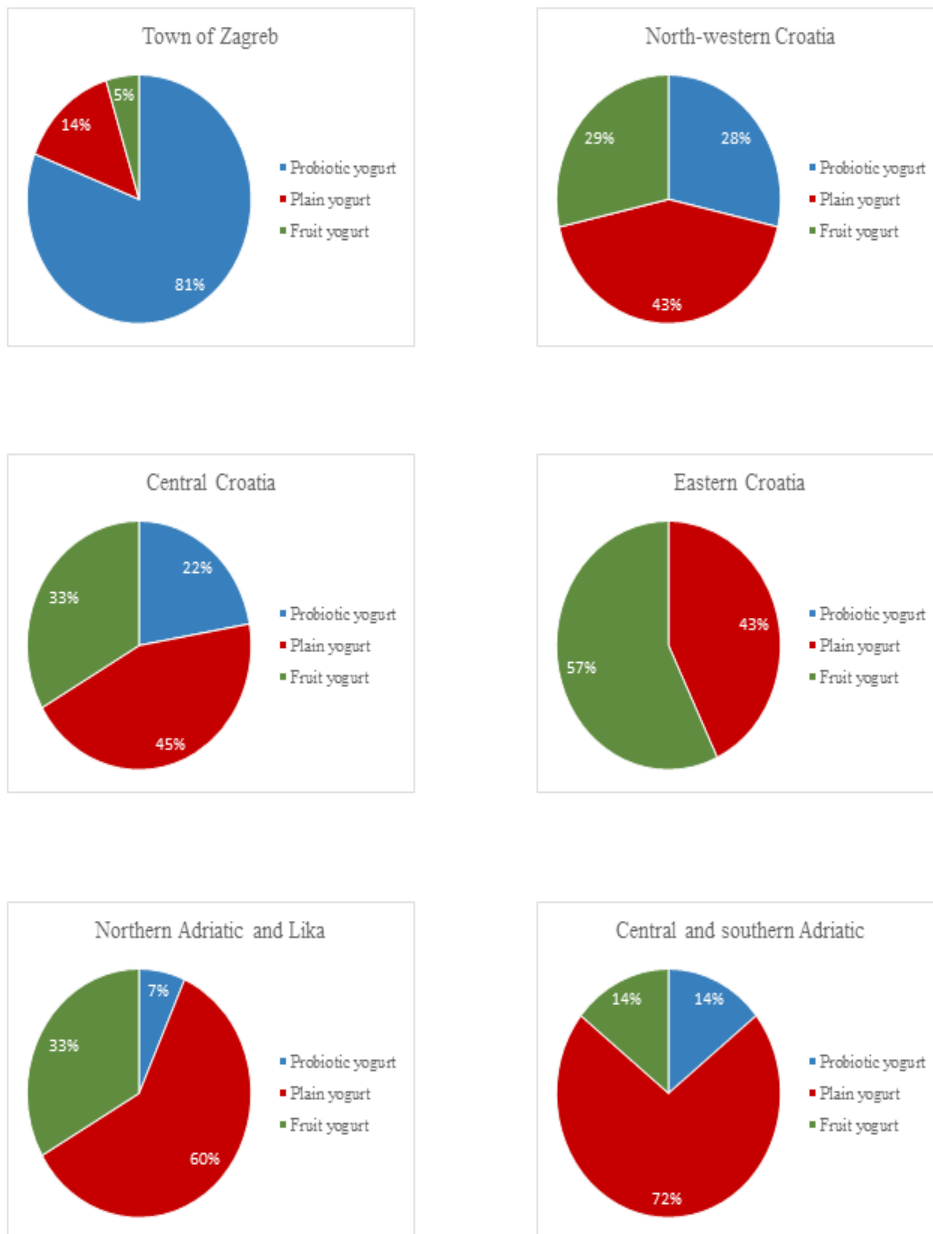 Town of Zagreb
5%
14%
81%
Probiotic yogurt
Plain yogurt
Fruit yogurt
North-western Croatia
29%
28%
43%
Probiotic yogurt
Plain yogurt
Fruit yogurt
Central Croatia
22%
33%
45%
Probiotic yogurt
Plain yogurt
Fruit yogurt
Eastern Croatia
43%
57%
Probiotic yogurt
Plain yogurt
Fruit yogurt
Northern Adriatic and Lika
7%
33%
60%
Probiotic yogurt
Plain yogurt
Fruit yogurt
Central and southern Adriatic
14%
14%
72%
Probiotic yogurt
Plain yogurt
Fruit yogurt